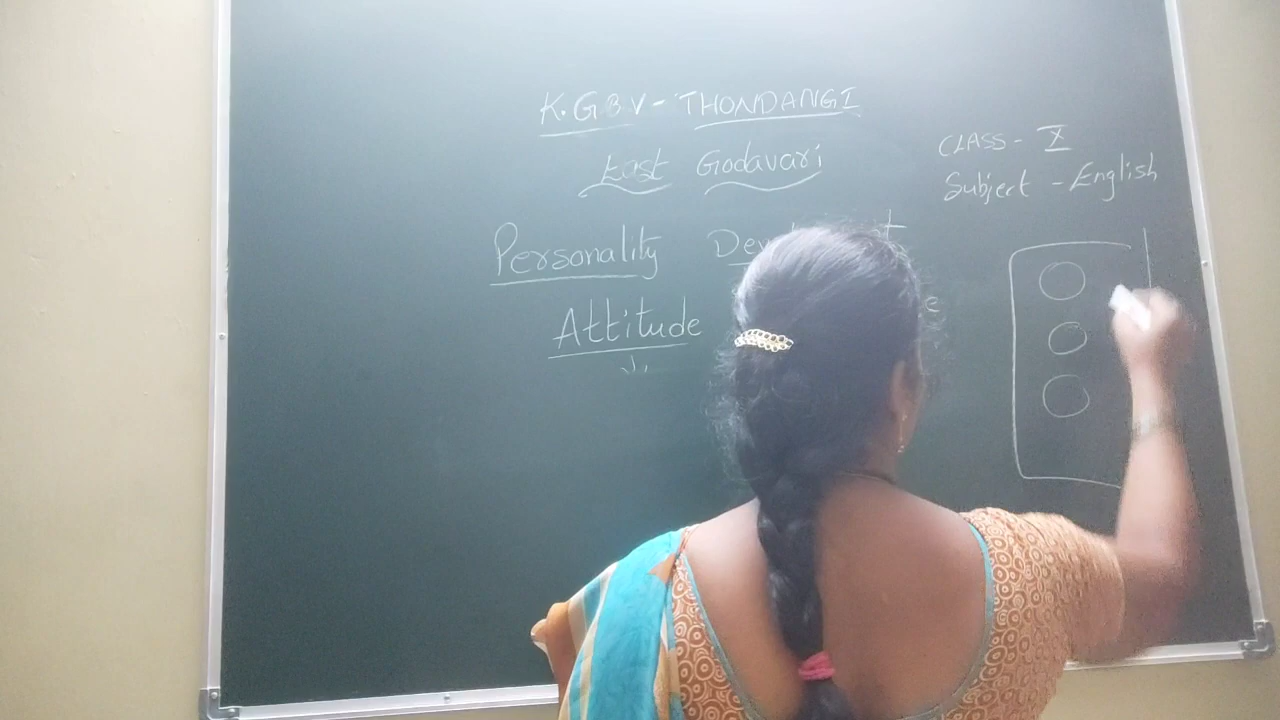 K.G.B.V - THONDANGI
East Godavari
CLASS - X
Subject - English
Personality
Attitude